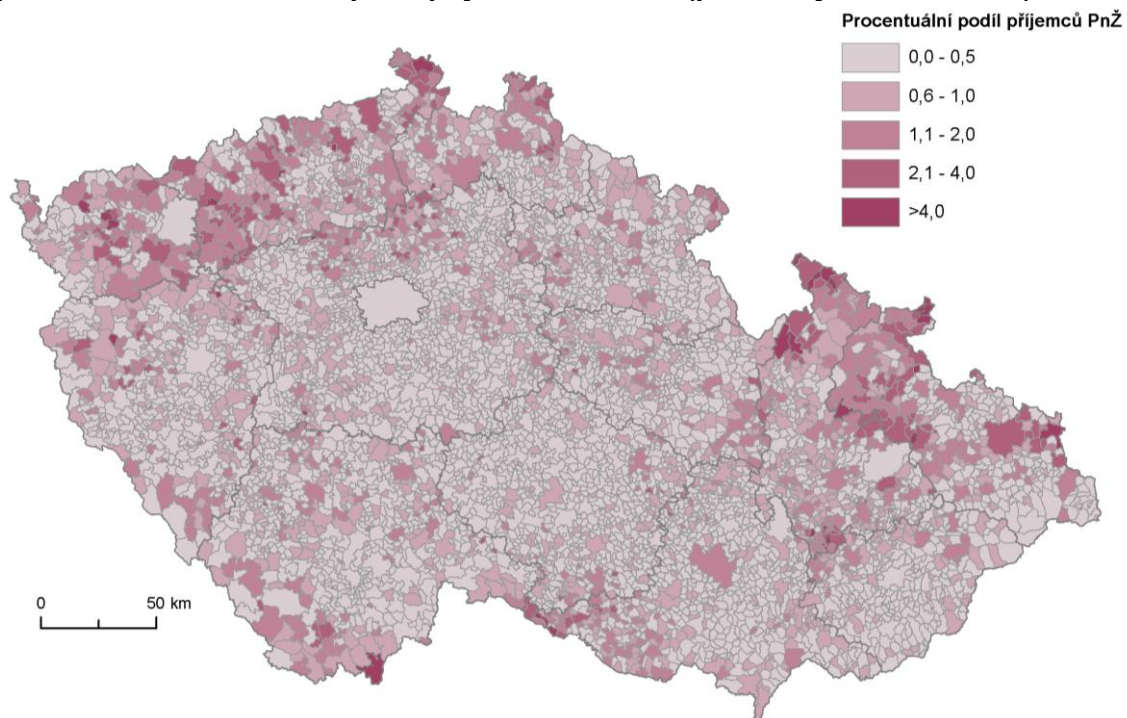 Procentuální podíl příjemců PnŽ
0,0 - 0,5
0,6 - 1,0
1,1 - 2,0
2,1 - 4,0
>4,0
0 50 km